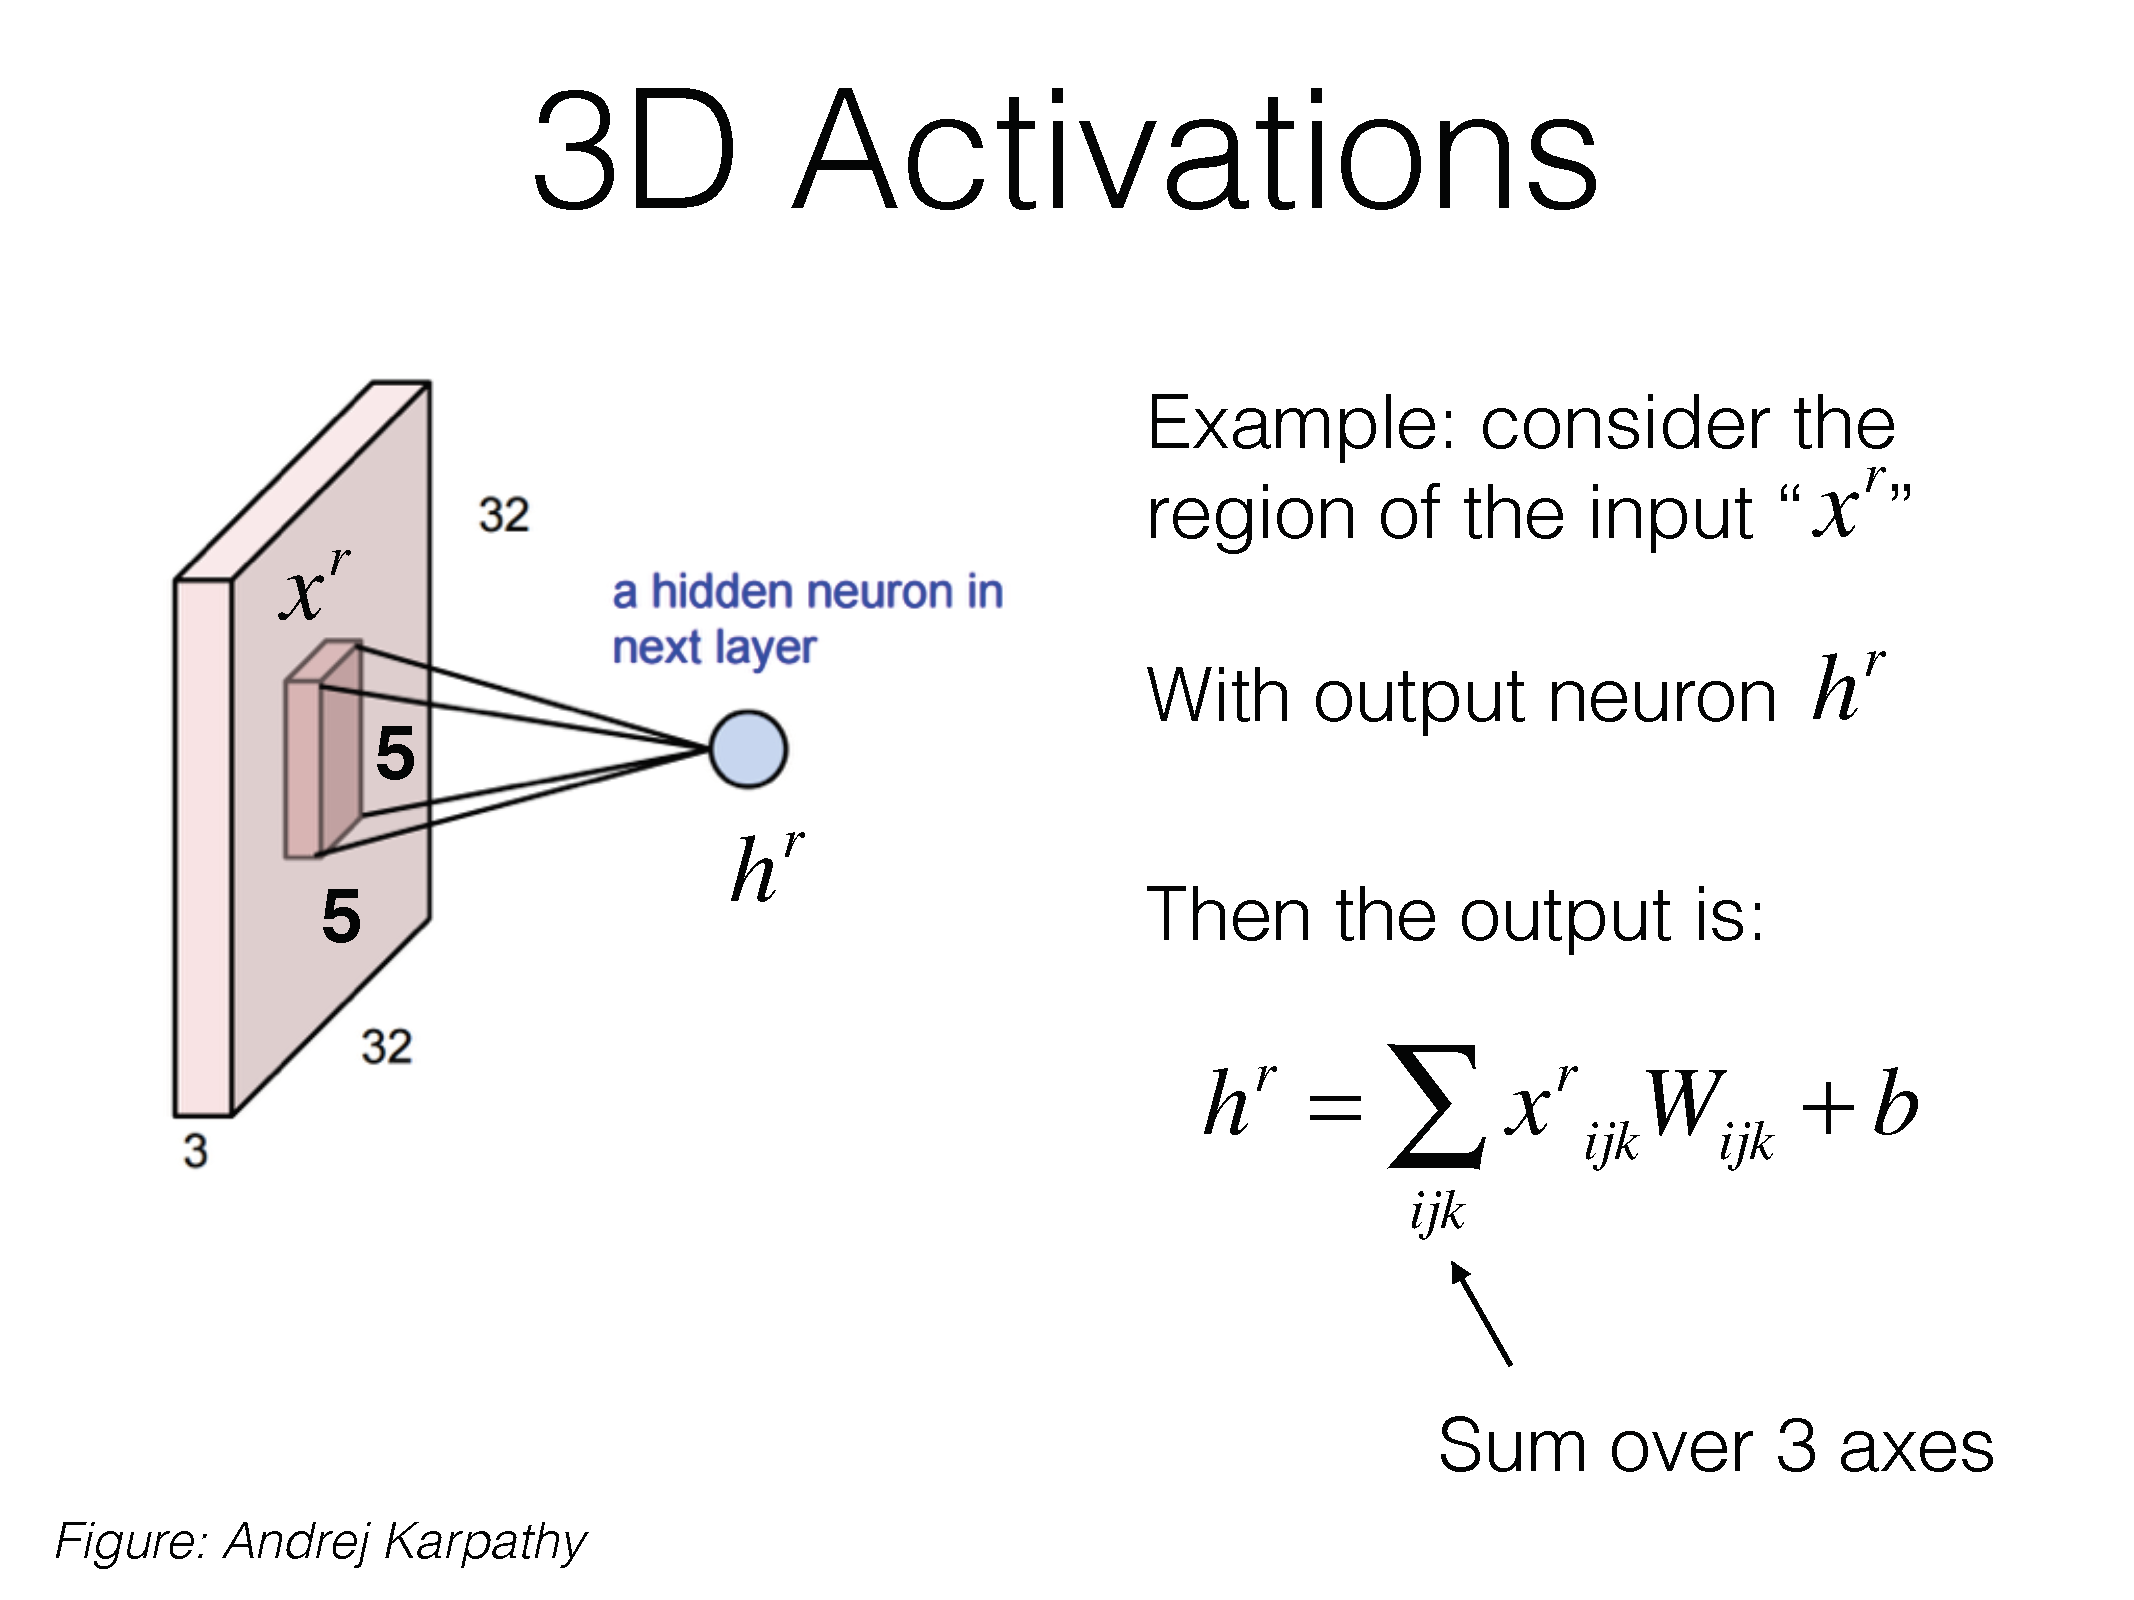 3D Activations
32
x^r
a hidden neuron in
next layer
5
h^r
5
32
3
Example: consider the
region of the input “x^r”
With output neuron h^r
Then the output is:
h^r = ∑_{ijk} x^r_{ijk} W_{ijk} + b
Sum over 3 axes
Figure: Andrej Karpathy